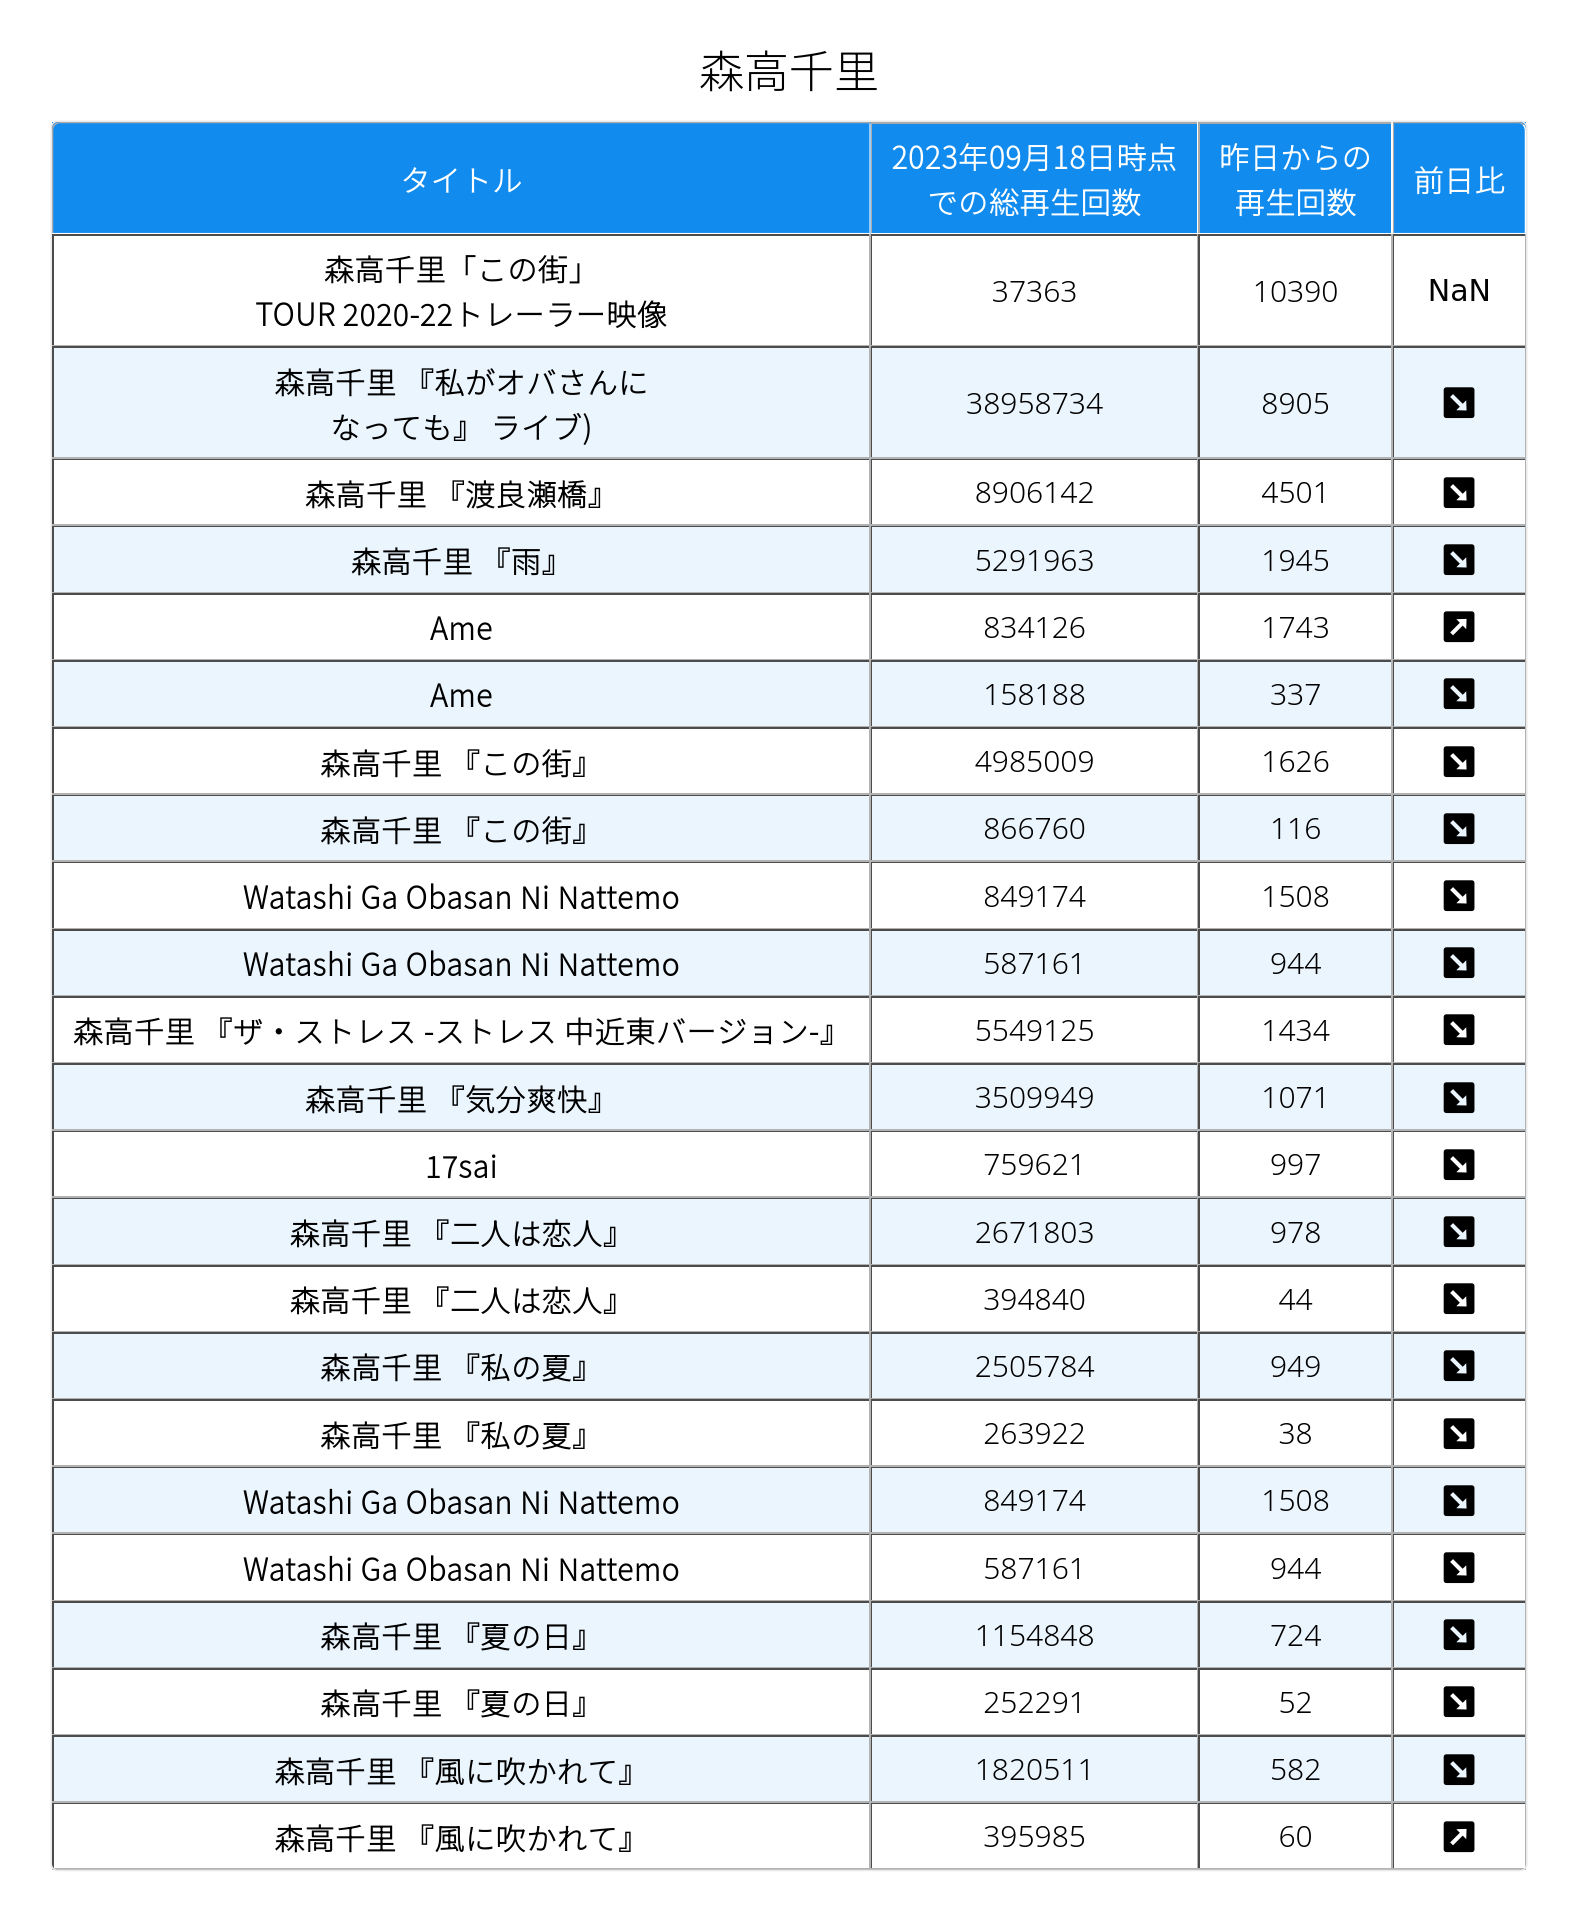 森高千里
タイトル
2023年09月18日時点
での総再生回数
昨日からの
再生回数
前日比
森高千里「この街」
TOUR 2020-22トレーラー映像
37363
10390
NaN
森高千里 『私がオバさんに
なっても』 ライブ)
38958734
8905
森高千里 『渡良瀬橋』
8906142
4501
森高千里 『雨』
5291963
1945
Ame
834126
1743
Ame
158188
337
森高千里 『この街』
4985009
1626
森高千里 『この街』
866760
116
Watashi Ga Obasan Ni Nattemo
849174
1508
Watashi Ga Obasan Ni Nattemo
587161
944
森高千里 『ザ・ストレス -ストレス 中近東バージョン-』
5549125
1434
森高千里 『気分爽快』
3509949
1071
17sai
759621
997
森高千里 『二人は恋人』
2671803
978
森高千里 『二人は恋人』
394840
44
森高千里 『私の夏』
2505784
949
森高千里 『私の夏』
263922
38
Watashi Ga Obasan Ni Nattemo
849174
1508
Watashi Ga Obasan Ni Nattemo
587161
944
森高千里 『夏の日』
1154848
724
森高千里 『夏の日』
252291
52
森高千里 『風に吹かれて』
1820511
582
森高千里 『風に吹かれて』
395985
60